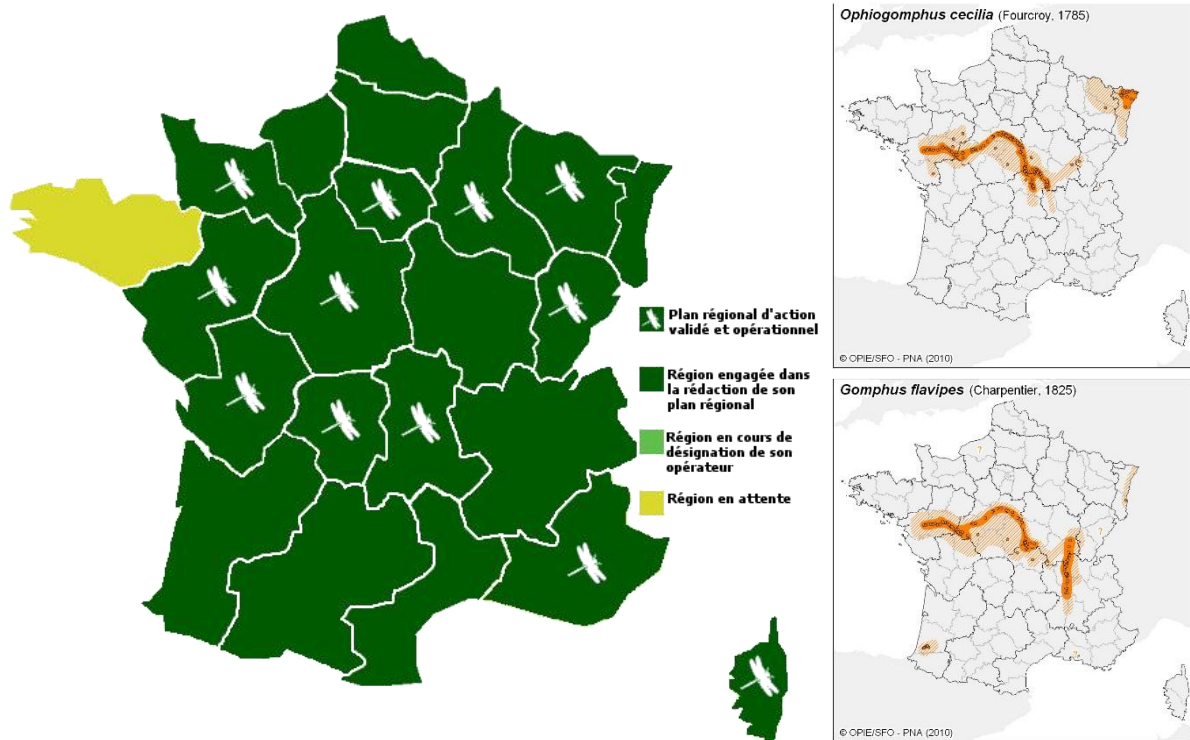 Plan régional d'action
validé et opérationnel
Région engagée dans
la rédaction de son
plan régional
Région en cours de
désignation de son
opérateur
Région en attente
Ophiogomphus cecilia (Fourcroy, 1785)
© OPIE/SFO - PNA (2010)
Gomphus flavipes (Charpentier, 1825)
?
?
?
© OPIE/SFO - PNA (2010)